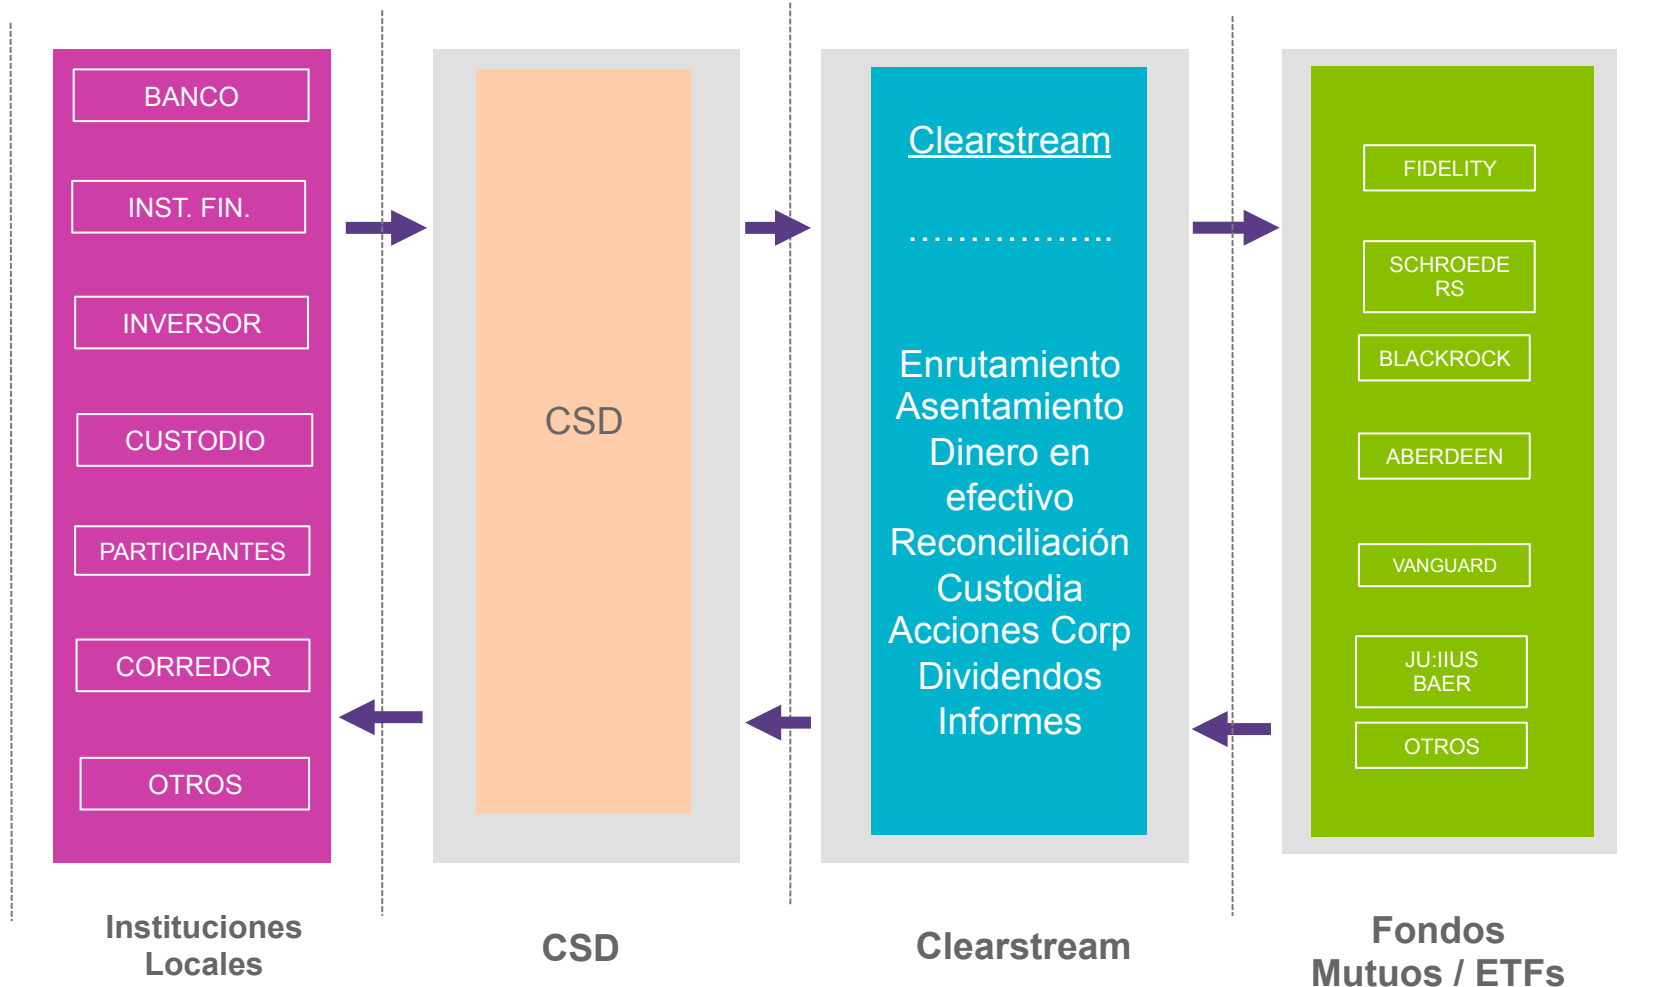 BANCO
INST. FIN.
INVERSOR
CUSTODIO
PARTICIPANTES
CORREDOR
OTROS
Instituciones
Locales
CSD
CSD
Clearstream
……………..
Enrutamiento
Asentamiento
Dinero en
efectivo
Reconciliación
Custodia
Acciones Corp
Dividendos
Informes
Clearstream
FIDELITY
SCHROEDE
RS
BLACKROCK
ABERDEEN
VANGUARD
JU:IIUS
BAER
OTROS
Fondos
Mutuos / ETFs